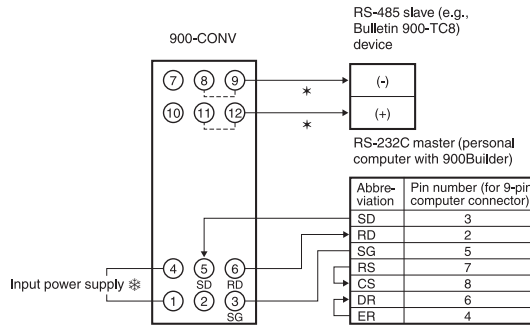 RS-485 slave (e.g.,
Bulletin 900-TC8)
device
900-CONV
7 8 9
(-)
*
10 11 12
(+)
*
RS-232C master (personal
computer with 900Builder)
Abbre-
viation
Pin number (for 9-pin
computer connector)
SD 3
RD 2
SG 5
RS 7
CS 8
DR 6
ER 4
4 5 6
SD RD
Input power supply ※
1 2 3
SG